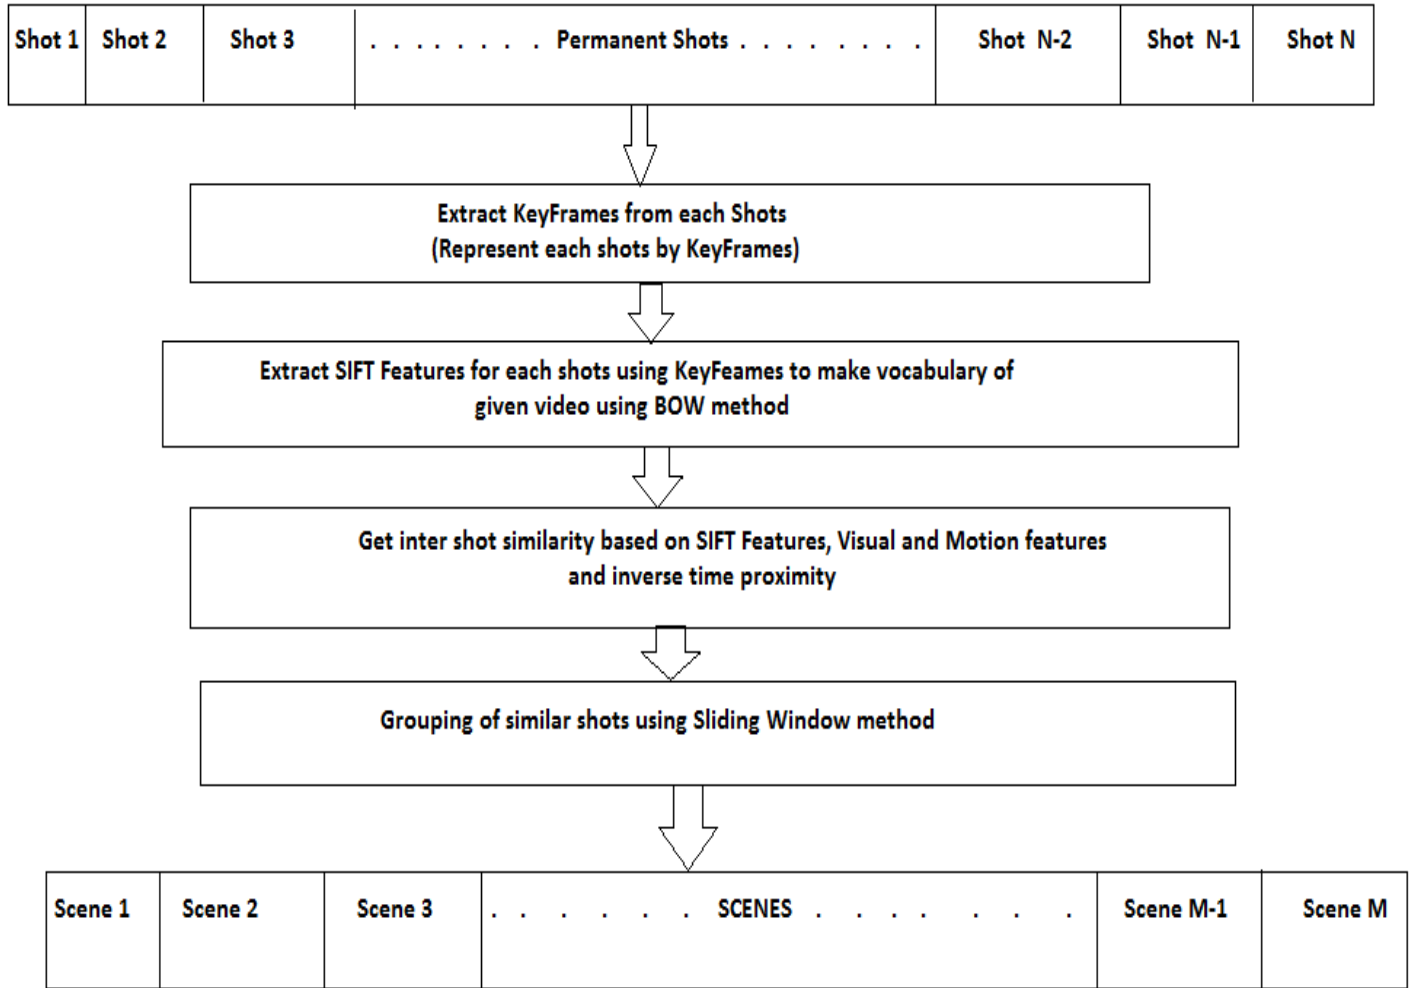 Shot 1 Shot 2 Shot 3 . . . . . . . . Permanent Shots . . . . . . . . Shot N-2 Shot N-1 Shot N
Extract KeyFrames from each Shots
(Represent each shots by KeyFrames)
Extract SIFT Features for each shots using KeyFeames to make vocabulary of
given video using BOW method
Get inter shot similarity based on SIFT Features, Visual and Motion features
and inverse time proximity
Grouping of similar shots using Sliding Window method
Scene 1 Scene 2 Scene 3 . . . . . . SCENES . . . . . . . Scene M-1 Scene M